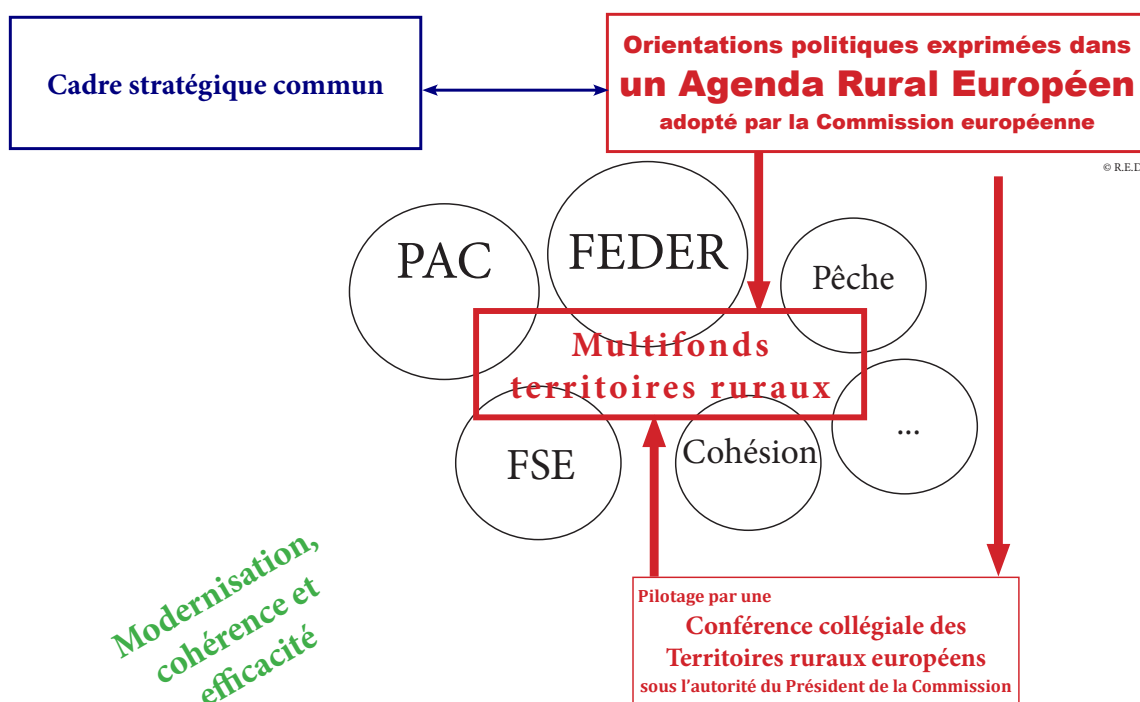 Cadre stratégique commun
Orientations politiques exprimées dans
un Agenda Rural Européen
adopté par la Commission européenne
© R.E.D
PAC
FEDER
Pêche
Multifonds
territoires ruraux
FSE
Cohésion
...
Modernisation,
cohérence et
efficacité
Pilotage par une
Conférence collégiale des
Territoires ruraux européens
sous l'autorité du Président de la Commission